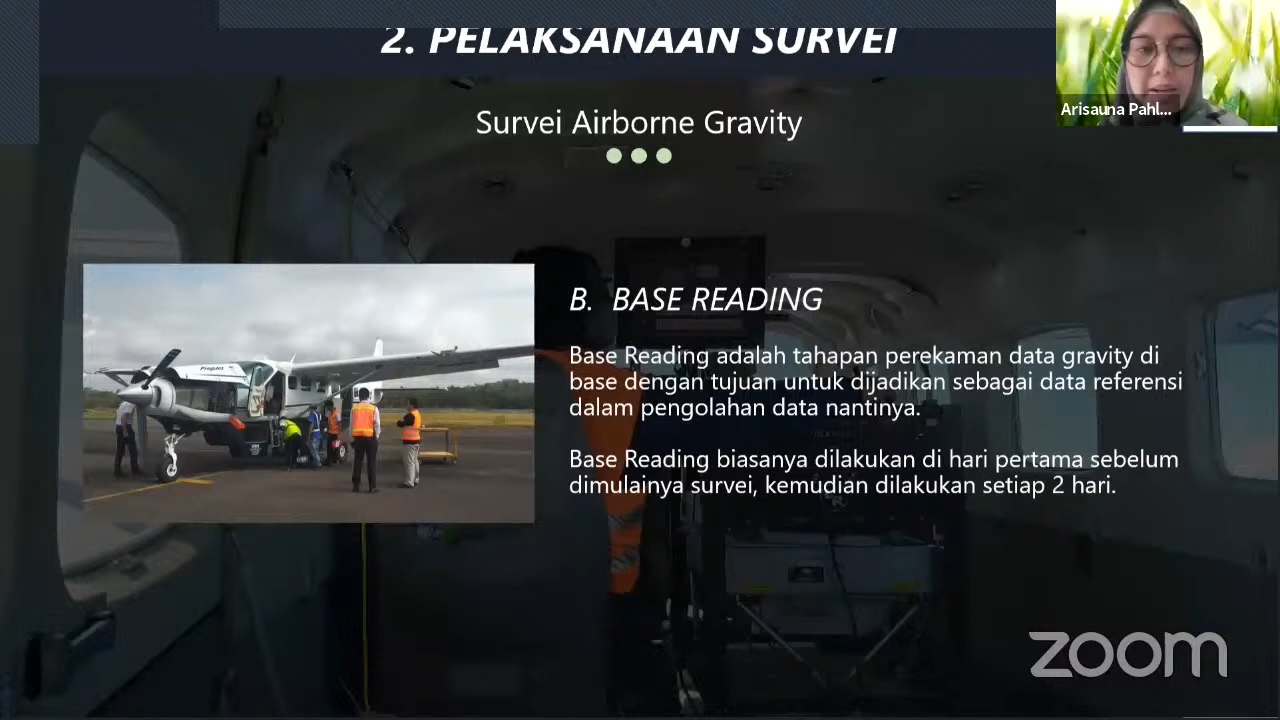 2. PELAKSANAAN SURVEI
Arisauna Pahl...
Survei Airborne Gravity
B. BASE READING
Base Reading adalah tahapan perekaman data gravity di
base dengan tujuan untuk dijadikan sebagai data referensi
dalam pengolahan data nantinya.
Base Reading biasanya dilakukan di hari pertama sebelum
dimulainya survei, kemudian dilakukan setiap 2 hari.
zoom